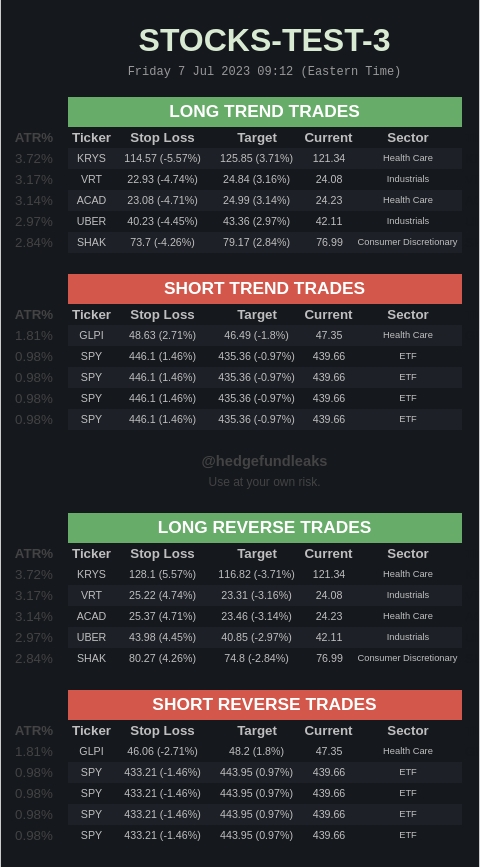 STOCKS-TEST-3
Friday 7 Jul 2023 09:12 (Eastern Time)
LONG TREND TRADES
ATR% Ticker Stop Loss Target Current Sector
3.72% KRYS 114.57 (-5.57%) 125.85 (3.71%) 121.34 Health Care
3.17% VRT 22.93 (-4.74%) 24.84 (3.16%) 24.08 Industrials
3.14% ACAD 23.08 (-4.71%) 24.99 (3.14%) 24.23 Health Care
2.97% UBER 40.23 (-4.45%) 43.36 (2.97%) 42.11 Industrials
2.84% SHAK 73.7 (-4.26%) 79.17 (2.84%) 76.99 Consumer Discretionary
SHORT TREND TRADES
ATR% Ticker Stop Loss Target Current Sector
1.81% GLPI 48.63 (2.71%) 46.49 (-1.8%) 47.35 Health Care
0.98% SPY 446.1 (1.46%) 435.36 (-0.97%) 439.66 ETF
0.98% SPY 446.1 (1.46%) 435.36 (-0.97%) 439.66 ETF
0.98% SPY 446.1 (1.46%) 435.36 (-0.97%) 439.66 ETF
0.98% SPY 446.1 (1.46%) 435.36 (-0.97%) 439.66 ETF
@hedgefundleaks
Use at your own risk.
LONG REVERSE TRADES
ATR% Ticker Stop Loss Target Current Sector
3.72% KRYS 128.1 (5.57%) 116.82 (-3.71%) 121.34 Health Care
3.17% VRT 25.22 (4.74%) 23.31 (-3.16%) 24.08 Industrials
3.14% ACAD 25.37 (4.71%) 23.46 (-3.14%) 24.23 Health Care
2.97% UBER 43.98 (4.45%) 40.85 (-2.97%) 42.11 Industrials
2.84% SHAK 80.27 (4.26%) 74.8 (-2.84%) 76.99 Consumer Discretionary
SHORT REVERSE TRADES
ATR% Ticker Stop Loss Target Current Sector
1.81% GLPI 46.06 (-2.71%) 48.2 (1.8%) 47.35 Health Care
0.98% SPY 433.21 (-1.46%) 443.95 (0.97%) 439.66 ETF
0.98% SPY 433.21 (-1.46%) 443.95 (0.97%) 439.66 ETF
0.98% SPY 433.21 (-1.46%) 443.95 (0.97%) 439.66 ETF
0.98% SPY 433.21 (-1.46%) 443.95 (0.97%) 439.66 ETF